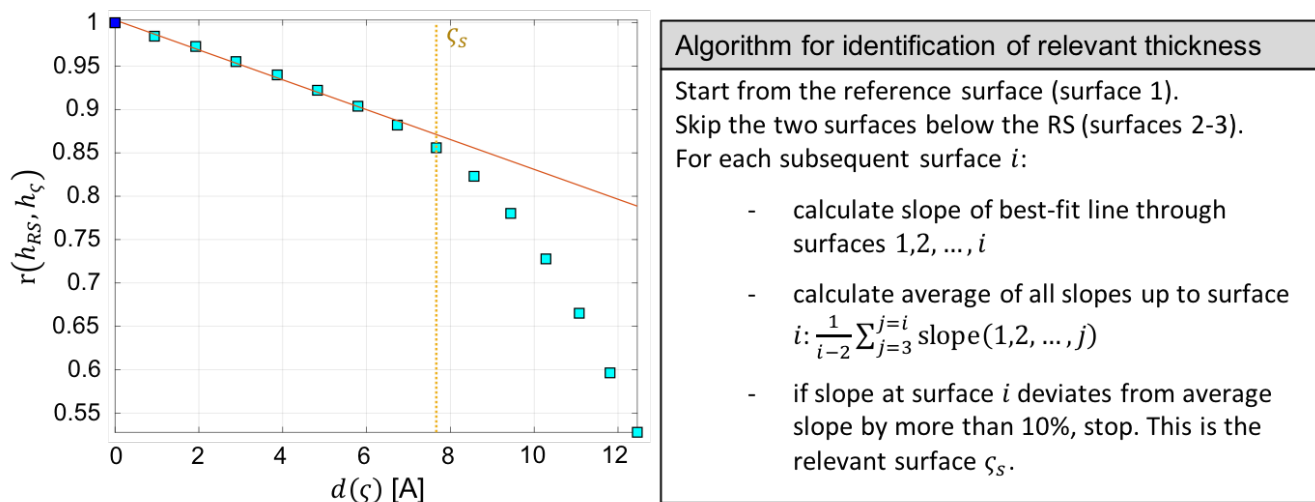 1
0.95
0.9
0.85
0.8
0.75
0.7
0.65
0.6
0.55
r(h_RS, h_ς)
ς_s
0 2 4 6 8 10 12
d(ς) [A]
Algorithm for identification of relevant thickness
Start from the reference surface (surface 1).
Skip the two surfaces below the RS (surfaces 2-3).
For each subsequent surface i:
- calculate slope of best-fit line through
surfaces 1,2, ..., i
- calculate average of all slopes up to surface
i: \frac{1}{i-2} \sum_{j=3}^{j=i} slope(1,2, ..., j)
- if slope at surface i deviates from average
slope by more than 10%, stop. This is the
relevant surface ς_s.